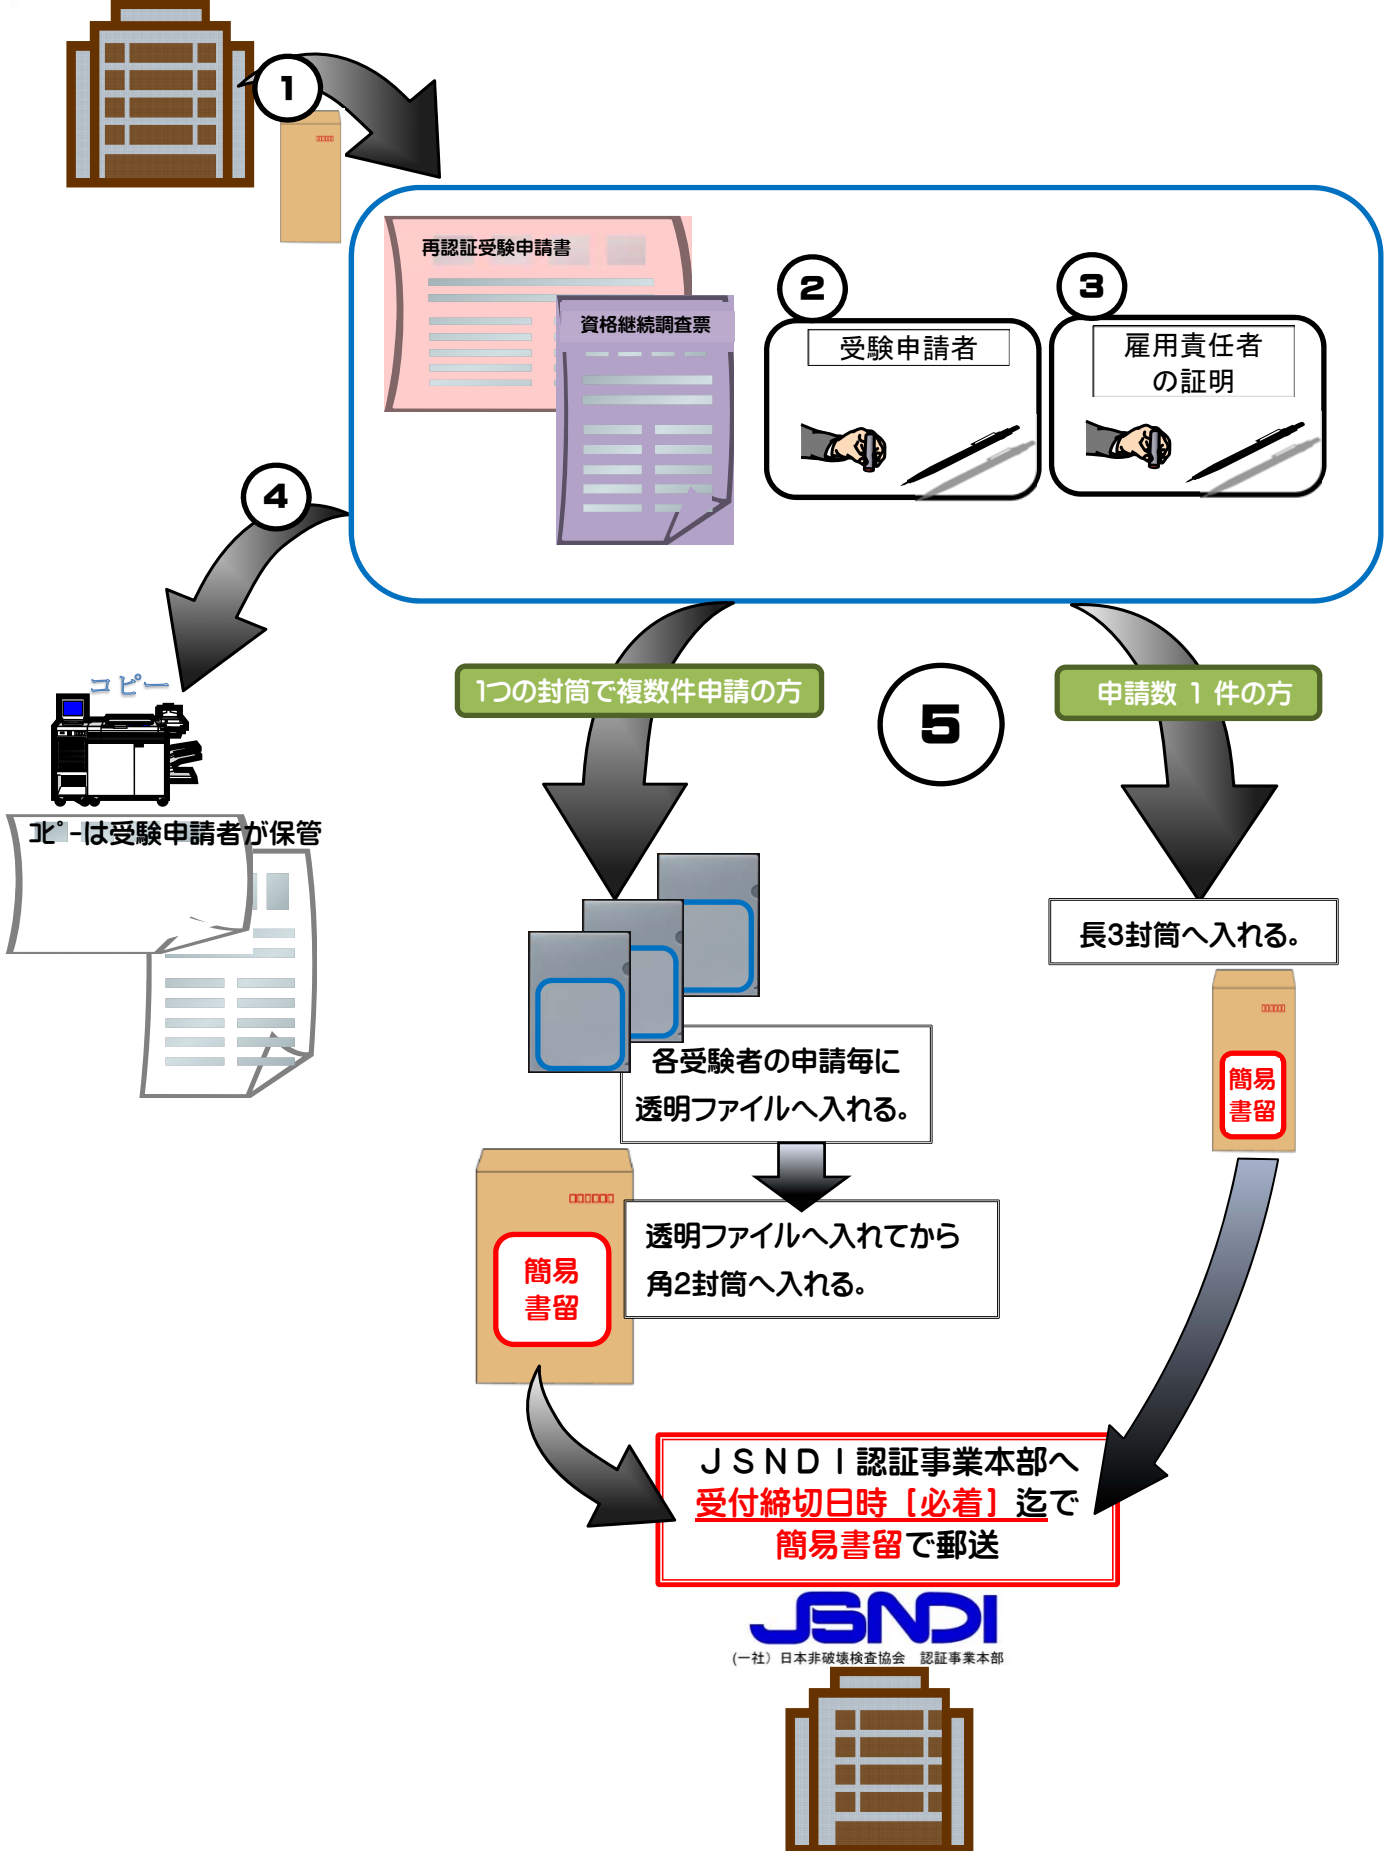 1
再認証受験申請書
資格継続調査票
2
受験申請者
3
雇用責任者
の証明
4
コピー
ｺﾋﾟｰは受験申請者が保管
1つの封筒で複数件申請の方
5
申請数 1 件の方
長3封筒へ入れる。
各受験者の申請毎に
透明ファイルへ入れる。
簡易
書留
透明ファイルへ入れてから
角2封筒へ入れる。
簡易
書留
ＪＳＮＤＩ認証事業本部へ
受付締切日時［必着］迄で
簡易書留で郵送
JSNDI
(一社）日本非破壊検査協会　認証事業本部